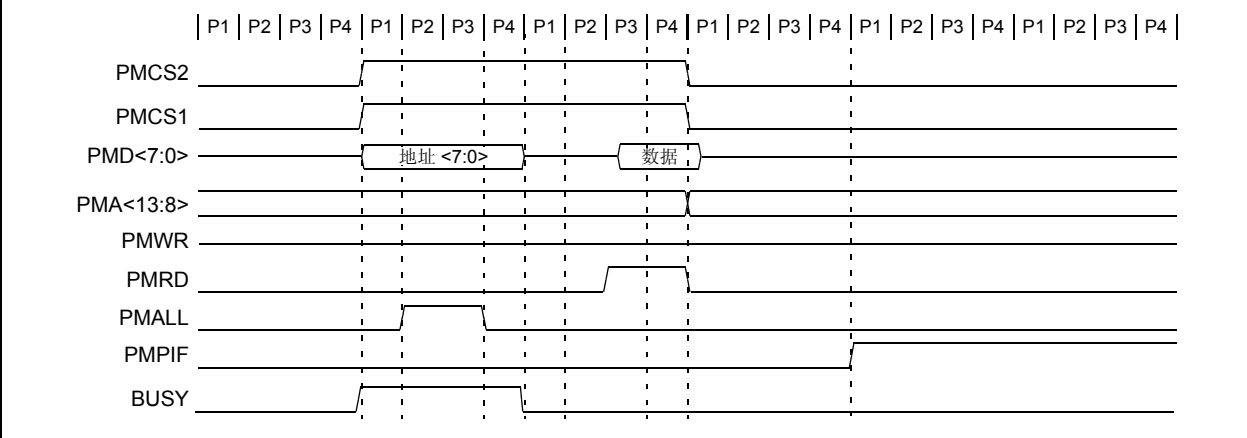 P1 P2 P3 P4 P1 P2 P3 P4 P1 P2 P3 P4 P1 P2 P3 P4 P1 P2 P3 P4 P1 P2 P3 P4
PMCS2
PMCS1
PMD<7:0> 地址 <7:0> 数据
PMA<13:8>
PMWR
PMRD
PMALL
PMPIF
BUSY